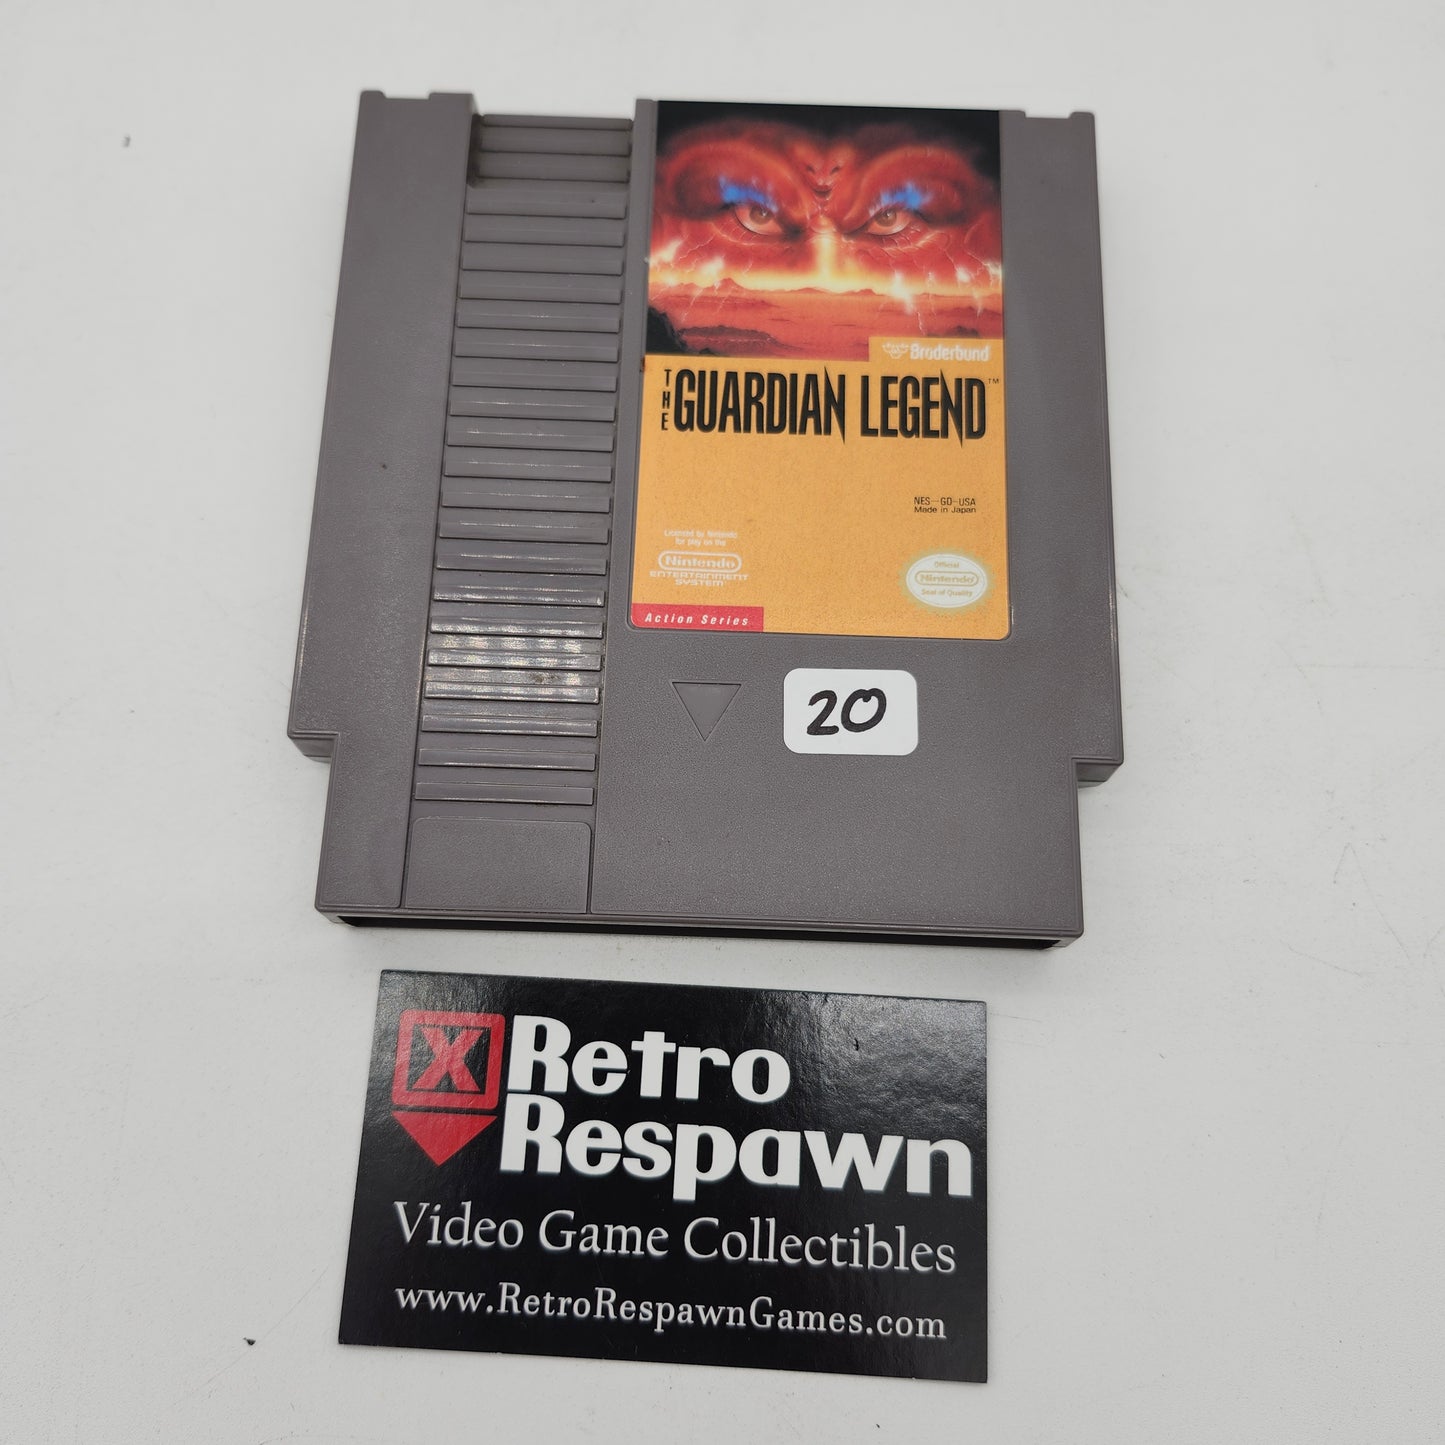 Broderbund
THE GUARDIAN LEGEND™
NES-GD-USA
Made in Japan
Licensed by Nintendo
for play on the
Nintendo
ENTERTAINMENT
SYSTEM
Official
Nintendo
Seal of Quality
Action Series
20
X
Retro
Respawn
Video Game Collectibles
www.RetroRespawnGames.com